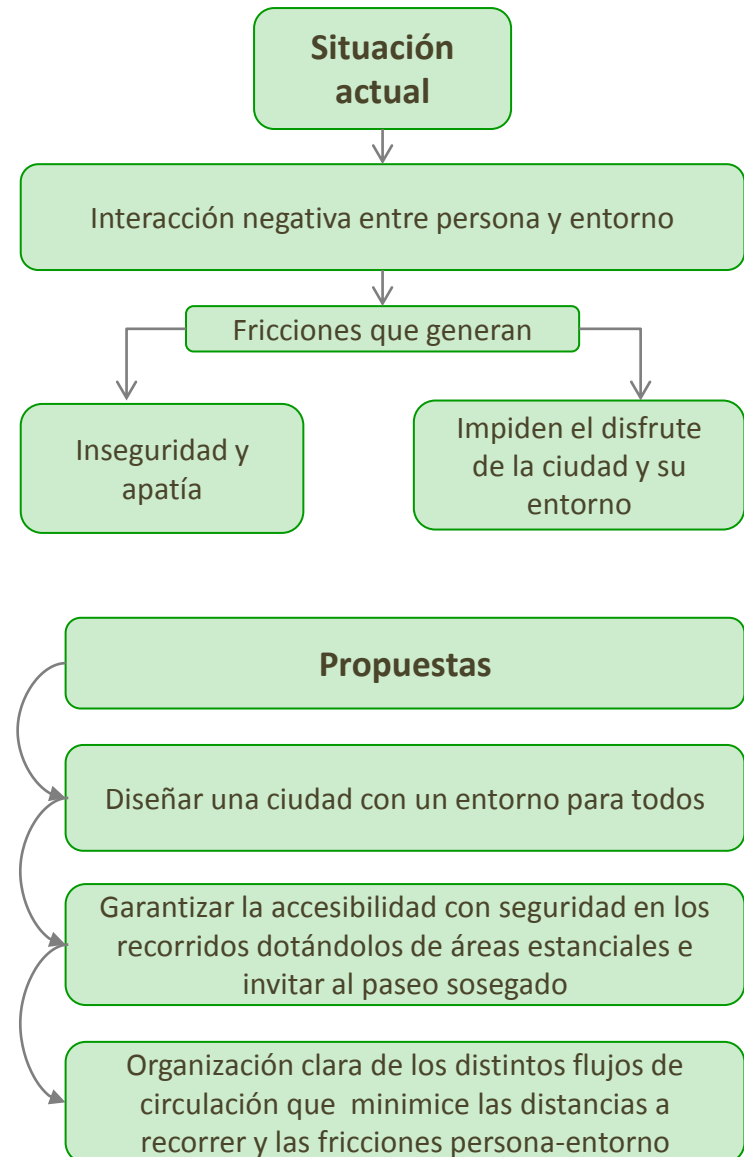 Situación
actual
Interacción negativa entre persona y entorno
Fricciones que generan
Inseguridad y
apatía
Impiden el disfrute
de la ciudad y su
entorno
Propuestas
Diseñar una ciudad con un entorno para todos
Garantizar la accesibilidad con seguridad en los
recorridos dotándolos de áreas estanciales e
invitar al paseo sosegado
Organización clara de los distintos flujos de
circulación que  minimice las distancias a
recorrer y las fricciones persona-entorno